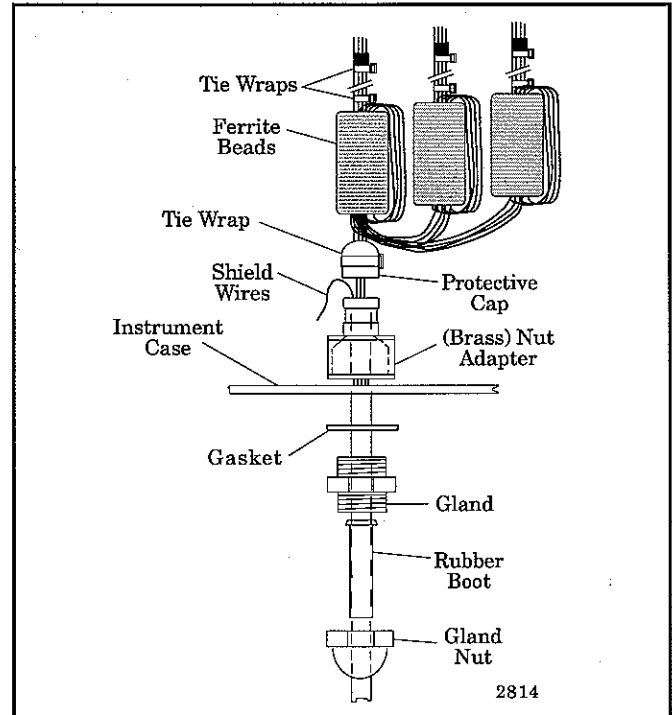 Tie Wraps
Ferrite
Beads
Tie Wrap
Shield
Wires
Protective
Cap
Instrument
Case
(Brass) Nut
Adapter
Gasket
Gland
Rubber
Boot
Gland
Nut
2814